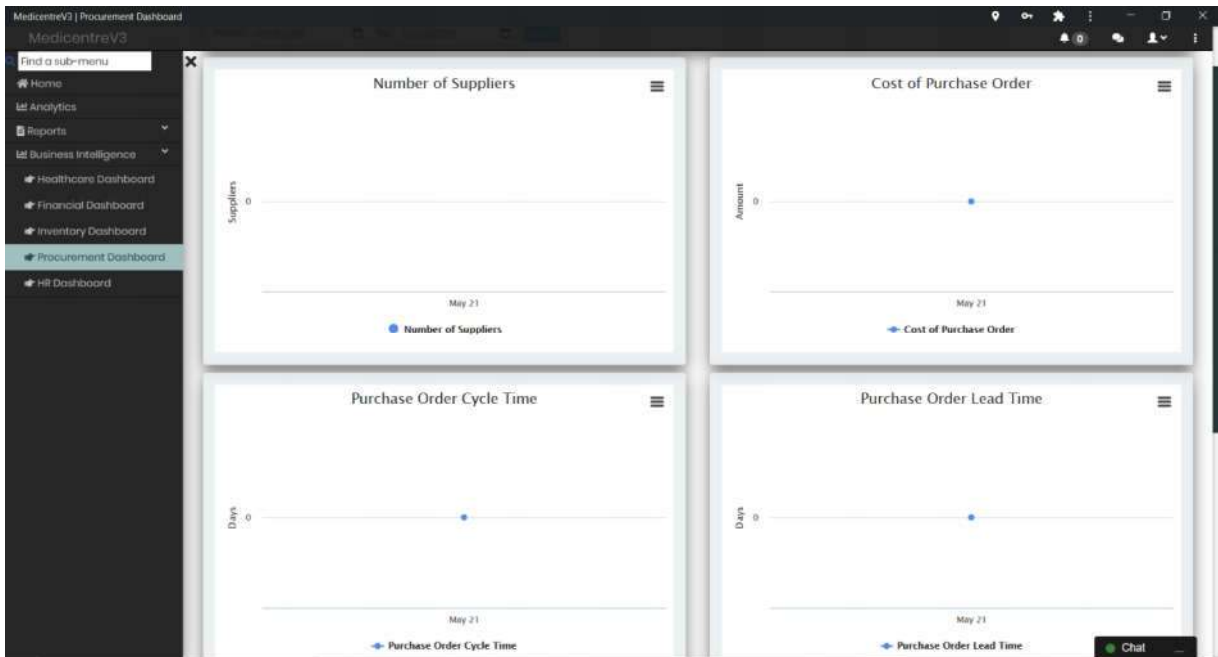 MedicentreV3 | Procurement Dashboard
MedicentreV3
0
Find a sub-menu
Home
Analytics
Reports
Business Intelligence
Healthcare Dashboard
Financial Dashboard
Inventory Dashboard
Procurement Dashboard
HR Dashboard
Number of Suppliers
Suppliers
0
May 21
Number of Suppliers
Cost of Purchase Order
Amount
0
May 21
Cost of Purchase Order
Purchase Order Cycle Time
Days
0
May 21
Purchase Order Cycle Time
Purchase Order Lead Time
Days
0
May 21
Purchase Order Lead Time
Chat